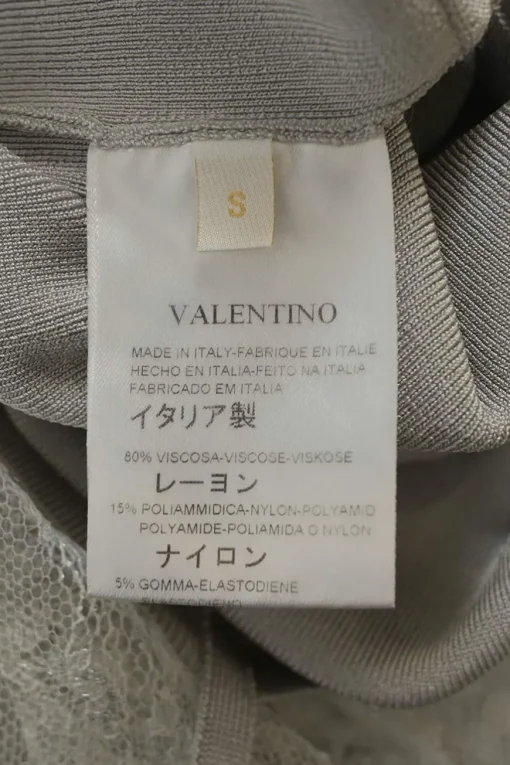 S
VALENTINO
MADE IN ITALY-FABRIQUE EN ITALIE
HECHO EN ITALIA-FEITO NA ITALIA
FABRICADO EM ITALIA
イタリア製
80% VISCOSA-VISCOSE-VISKOSE
レーヨン
15% POLIAMMIDICA-NYLON-POLYAMID
POLYAMIDE-POLIAMIDA O NYLON
ナイロン
5% GOMMA-ELASTODIENE